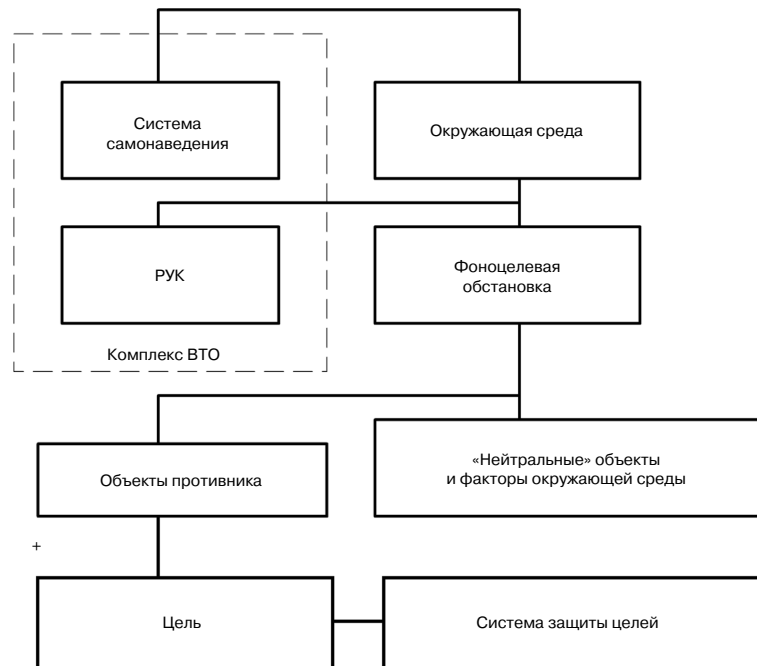 Система
самонаведения
Окружающая среда
РУК
Фоноцелевая
обстановка
Комплекс ВТО
Объекты противника
«Нейтральные» объекты
и факторы окружающей среды
+
Цель
Система защиты целей